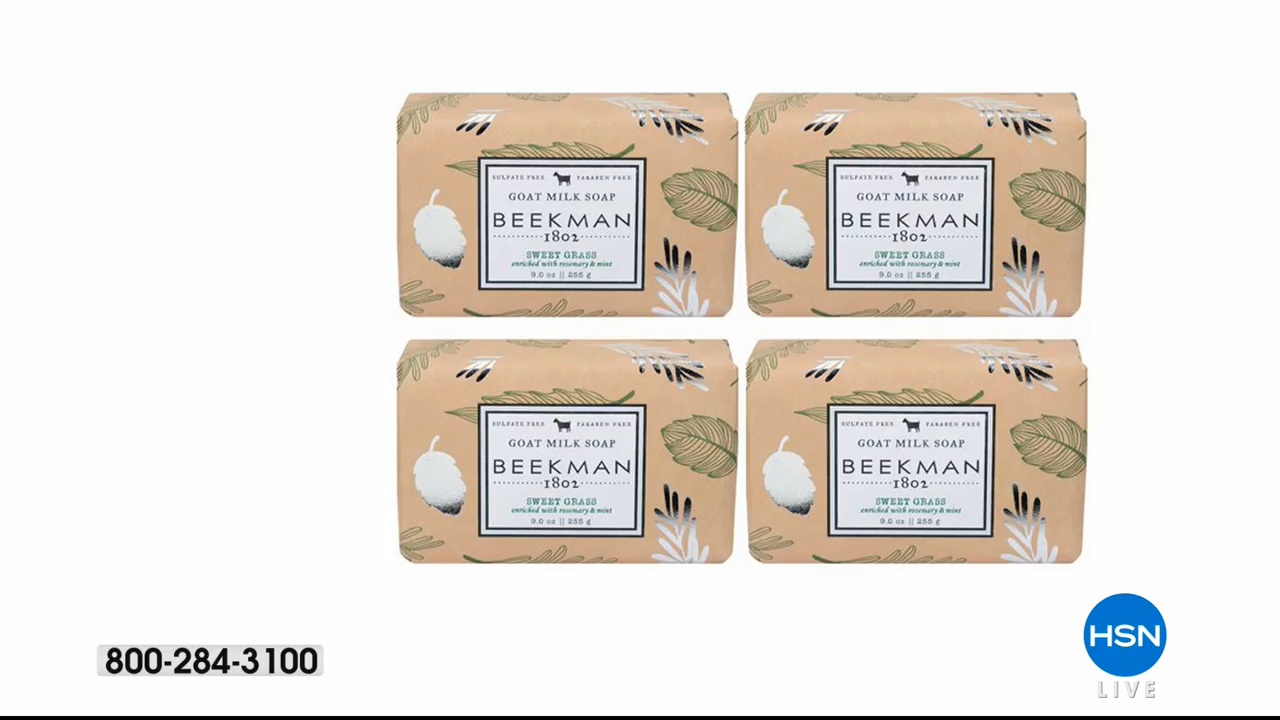 SULFATE FREE PARABEN FREE
GOAT MILK SOAP
BEEKMAN
1802
SWEET GRASS
enriched with rosemary & mint
9.0 oz || 255 g
SULFATE FREE PARABEN FREE
GOAT MILK SOAP
BEEKMAN
1802
SWEET GRASS
enriched with rosemary & mint
9.0 oz || 255 g
SULFATE FREE PARABEN FREE
GOAT MILK SOAP
BEEKMAN
1802
SWEET GRASS
enriched with rosemary & mint
9.0 oz || 255 g
SULFATE FREE PARABEN FREE
GOAT MILK SOAP
BEEKMAN
1802
SWEET GRASS
enriched with rosemary & mint
9.0 oz || 255 g
800-284-3100
HSN
LIVE